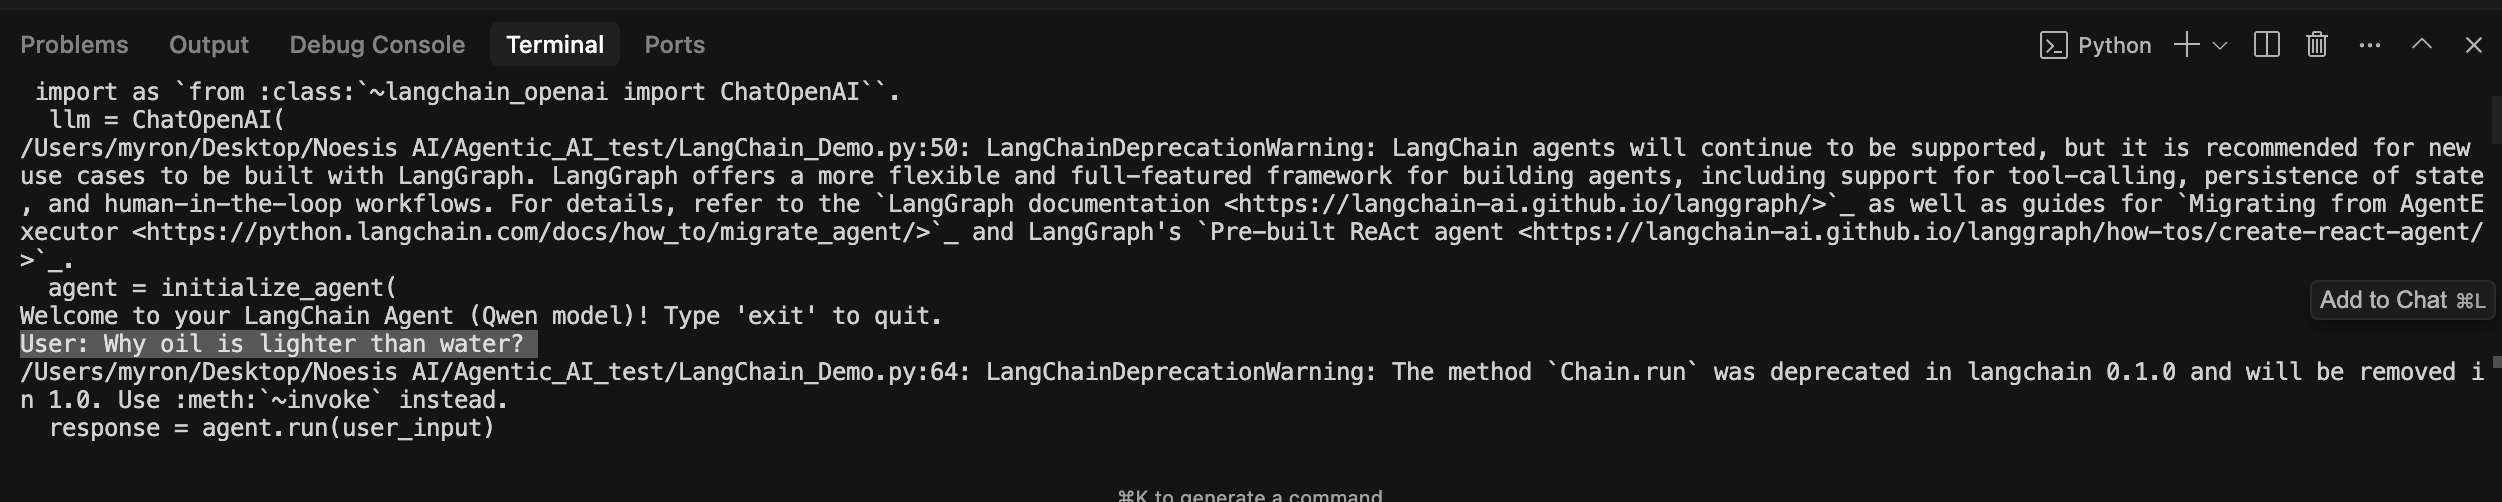 Problems Output Debug Console Terminal Ports Python
import as `from :class:`~langchain_openai import ChatOpenAI``.
llm = ChatOpenAI(
/Users/myron/Desktop/Noesis AI/Agentic_AI_test/LangChain_Demo.py:50: LangChainDeprecationWarning: LangChain agents will continue to be supported, but it is recommended for new
use cases to be built with LangGraph. LangGraph offers a more flexible and full-featured framework for building agents, including support for tool-calling, persistence of state
, and human-in-the-loop workflows. For details, refer to the `LangGraph documentation <https://langchain-ai.github.io/langgraph/>`_ as well as guides for `Migrating from AgentE
xecutor <https://python.langchain.com/docs/how_to/migrate_agent/>`_ and LangGraph's `Pre-built ReAct agent <https://langchain-ai.github.io/langgraph/how-tos/create-react-agent/
>`_.
agent = initialize_agent(
Add to Chat ⌘L
Welcome to your LangChain Agent (Qwen model)! Type 'exit' to quit.
User: Why oil is lighter than water?
/Users/myron/Desktop/Noesis AI/Agentic_AI_test/LangChain_Demo.py:64: LangChainDeprecationWarning: The method `Chain.run` was deprecated in langchain 0.1.0 and will be removed i
n 1.0. Use :meth:`~invoke` instead.
response = agent.run(user_input)
⌘K to generate a command